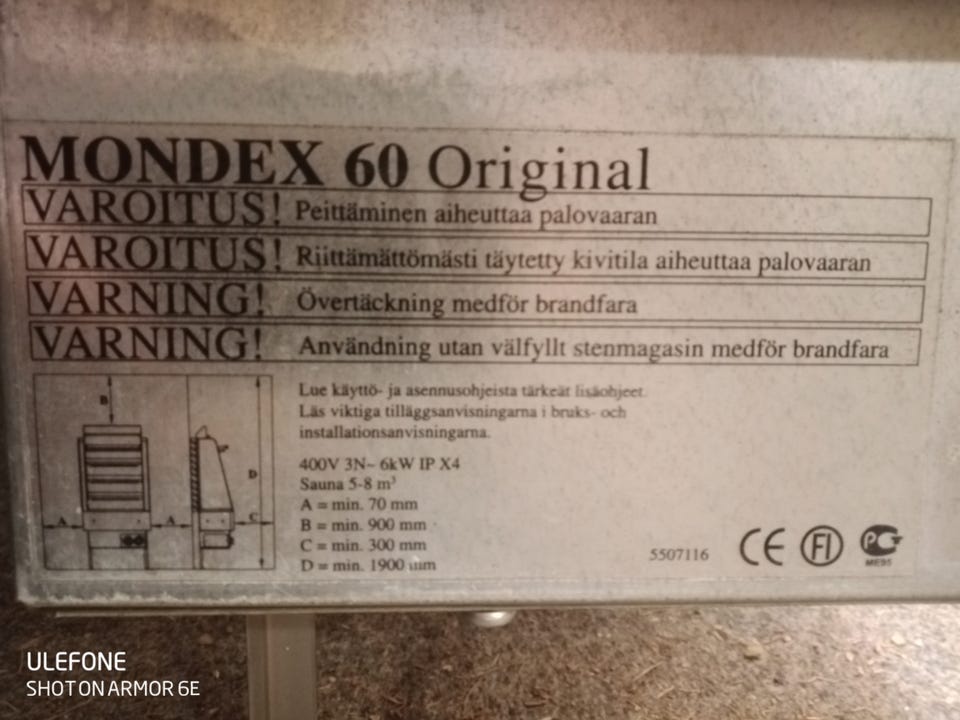 MONDEX 60 Original
VAROITUS! Peittäminen aiheuttaa palovaaran
VAROITUS! Riittämättömästi täytetty kivitila aiheuttaa palovaaran
VARNING! Övertäckning medför brandfara
VARNING! Användning utan välfyllt stenmagasin medför brandfara
B
D
A
A
C
Lue käyttö- ja asennusohjeista tärkeät lisäohjeet.
Läs viktiga tilläggsanvisningarna i bruks- och
installationsanvisningarna.
400V 3N~ 6kW IP X4
Sauna 5-8 m³
A = min. 70 mm
B = min. 900 mm
C = min. 300 mm
D = min. 1900 mm
5507116 CE FI PG
ME95
ULEFONE
SHOT ON ARMOR 6E